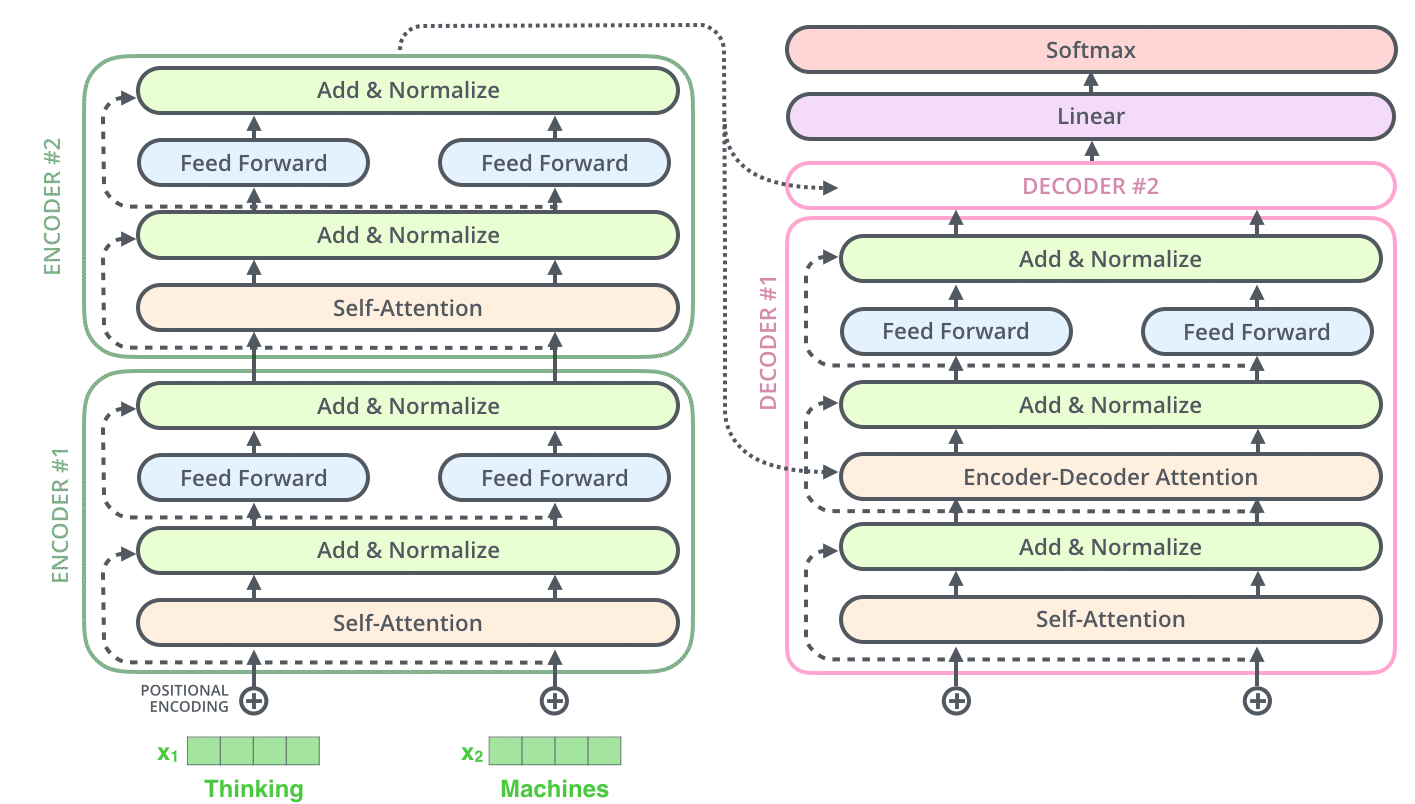 ENCODER #2
Add & Normalize
Feed Forward
Feed Forward
Add & Normalize
Self-Attention
ENCODER #1
Add & Normalize
Feed Forward
Feed Forward
Add & Normalize
Self-Attention
POSITIONAL
ENCODING
x₁
x₂
Thinking
Machines
Softmax
Linear
DECODER #2
DECODER #1
Add & Normalize
Feed Forward
Feed Forward
Add & Normalize
Encoder-Decoder Attention
Add & Normalize
Self-Attention